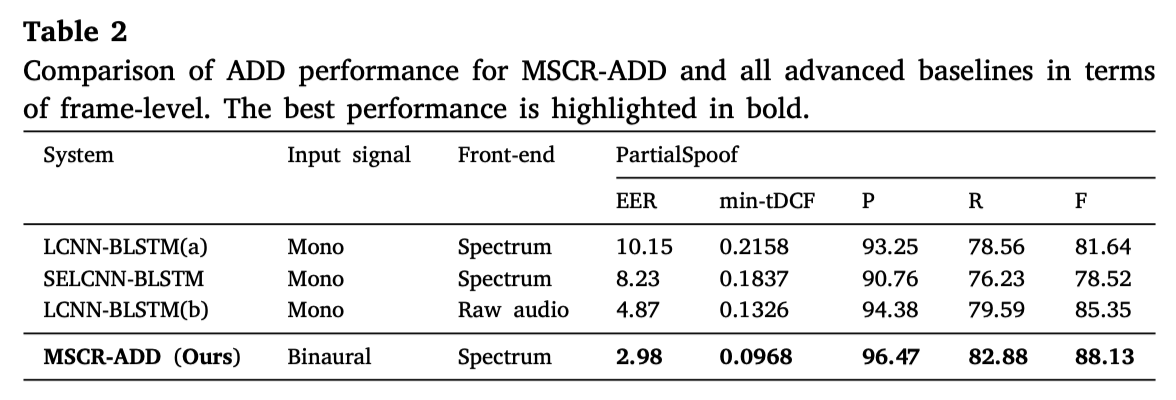 Table 2
Comparison of ADD performance for MSCR-ADD and all advanced baselines in terms
of frame-level. The best performance is highlighted in bold.
System Input signal Front-end PartialSpoof
EER min-tDCF P R F
LCNN-BLSTM(a) Mono Spectrum 10.15 0.2158 93.25 78.56 81.64
SELCNN-BLSTM Mono Spectrum 8.23 0.1837 90.76 76.23 78.52
LCNN-BLSTM(b) Mono Raw audio 4.87 0.1326 94.38 79.59 85.35
MSCR-ADD (Ours) Binaural Spectrum 2.98 0.0968 96.47 82.88 88.13